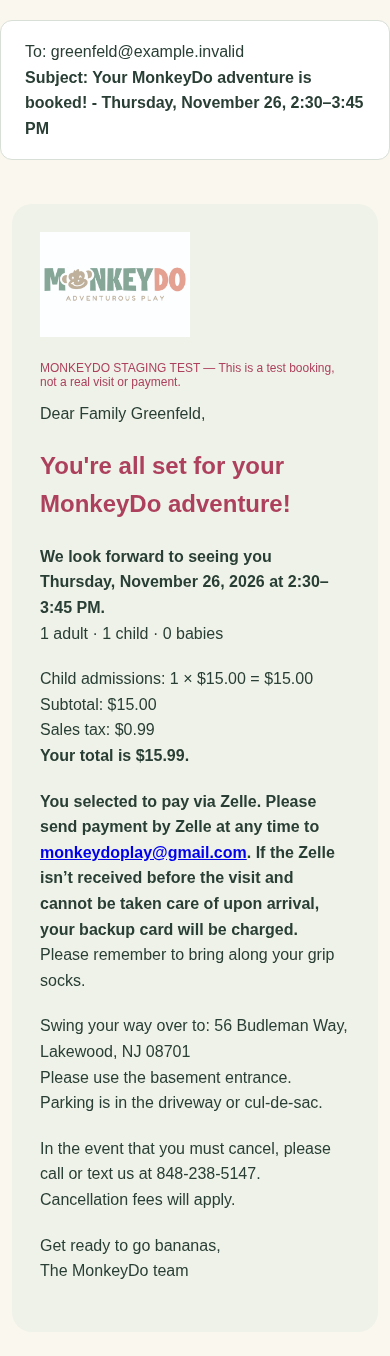 To: greenfeld@example.invalid
Subject: Your MonkeyDo adventure is
booked! - Thursday, November 26, 2:30–3:45
PM
MONKEYDO
ADVENTUROUS PLAY
MONKEYDO STAGING TEST — This is a test booking,
not a real visit or payment.
Dear Family Greenfeld,
You're all set for your
MonkeyDo adventure!
We look forward to seeing you
Thursday, November 26, 2026 at 2:30–
3:45 PM.
1 adult · 1 child · 0 babies
Child admissions: 1 × $15.00 = $15.00
Subtotal: $15.00
Sales tax: $0.99
Your total is $15.99.
You selected to pay via Zelle. Please
send payment by Zelle at any time to
monkeydoplay@gmail.com. If the Zelle
isn’t received before the visit and
cannot be taken care of upon arrival,
your backup card will be charged.
Please remember to bring along your grip
socks.
Swing your way over to: 56 Budleman Way,
Lakewood, NJ 08701
Please use the basement entrance.
Parking is in the driveway or cul-de-sac.
In the event that you must cancel, please
call or text us at 848-238-5147.
Cancellation fees will apply.
Get ready to go bananas,
The MonkeyDo team